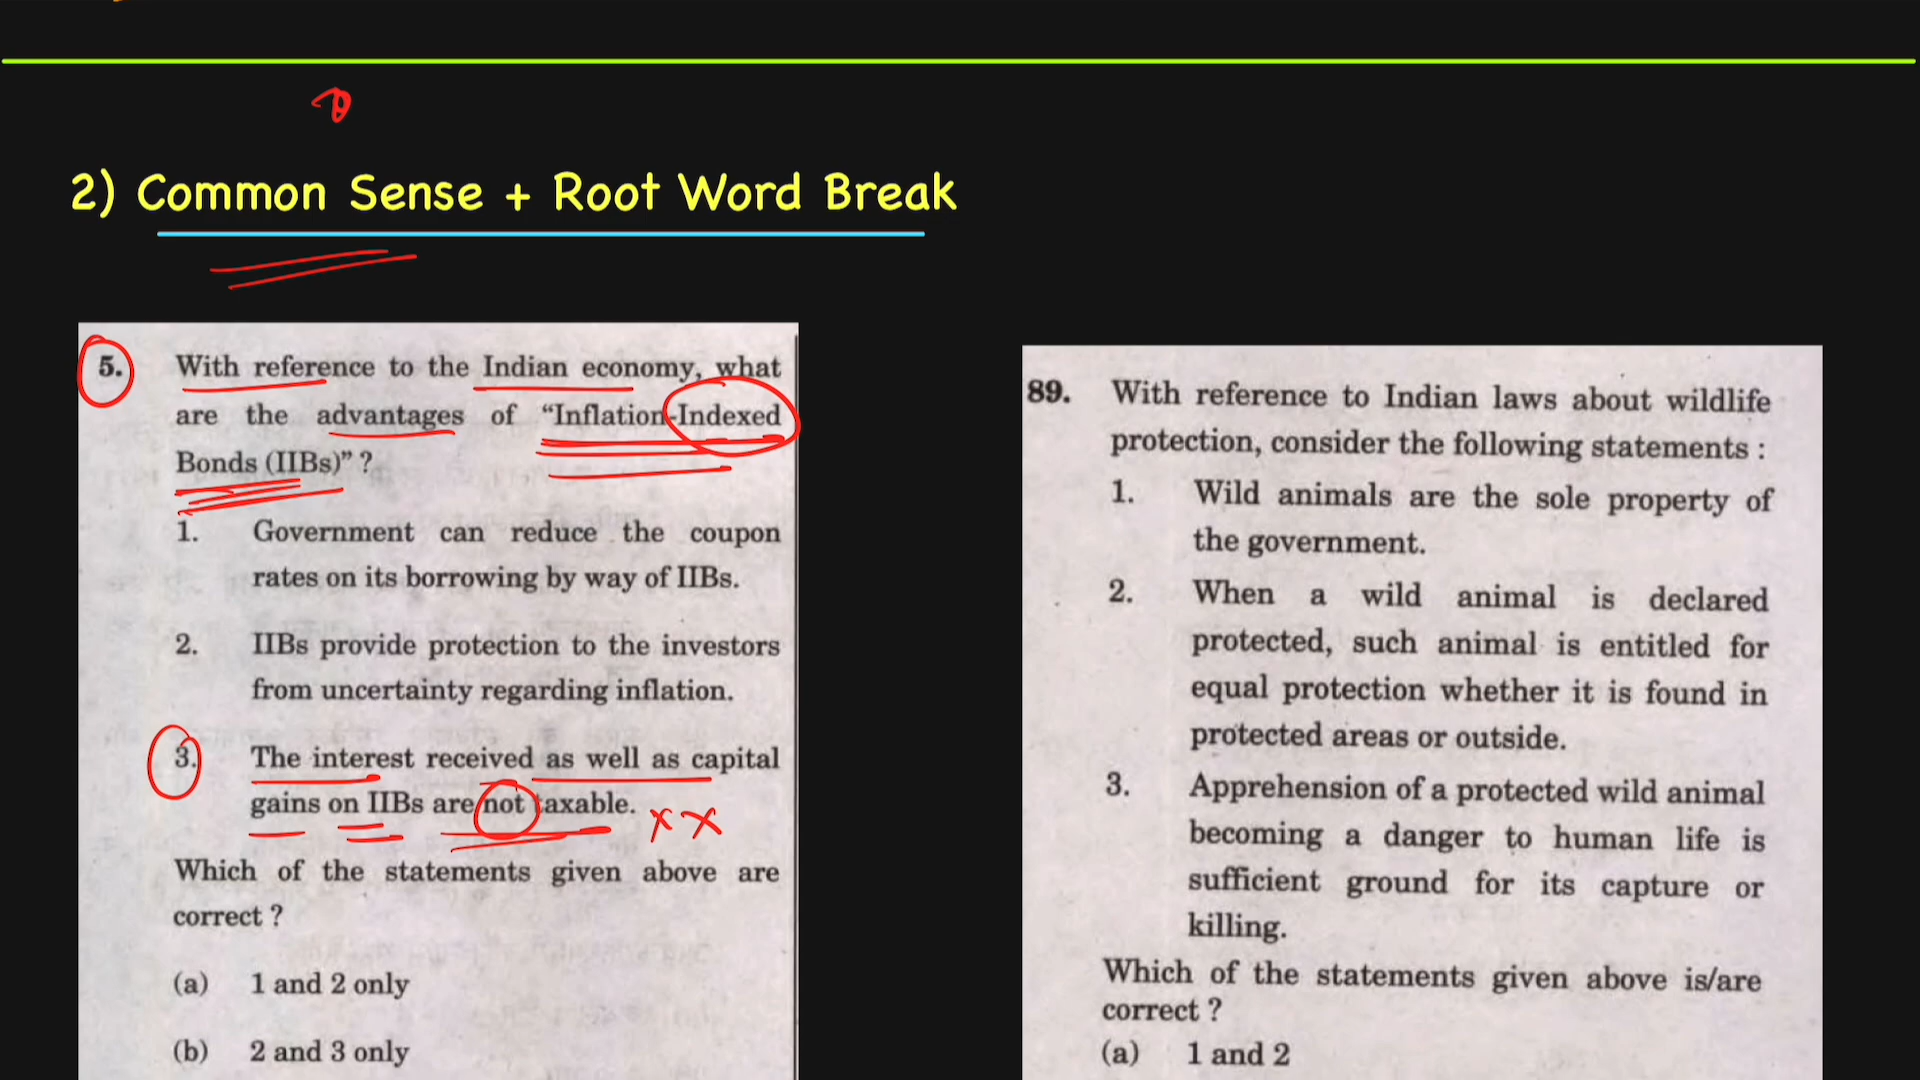 2) Common Sense + Root Word Break
5. With reference to the Indian economy, what
are the advantages of “Inflation-Indexed
Bonds (IIBs)” ?
1. Government can reduce the coupon
rates on its borrowing by way of IIBs.
2. IIBs provide protection to the investors
from uncertainty regarding inflation.
3. The interest received as well as capital
gains on IIBs are not taxable. x x
Which of the statements given above are
correct ?
(a) 1 and 2 only
(b) 2 and 3 only
89. With reference to Indian laws about wildlife
protection, consider the following statements :
1. Wild animals are the sole property of
the government.
2. When a wild animal is declared
protected, such animal is entitled for
equal protection whether it is found in
protected areas or outside.
3. Apprehension of a protected wild animal
becoming a danger to human life is
sufficient ground for its capture or
killing.
Which of the statements given above is/are
correct ?
(a) 1 and 2